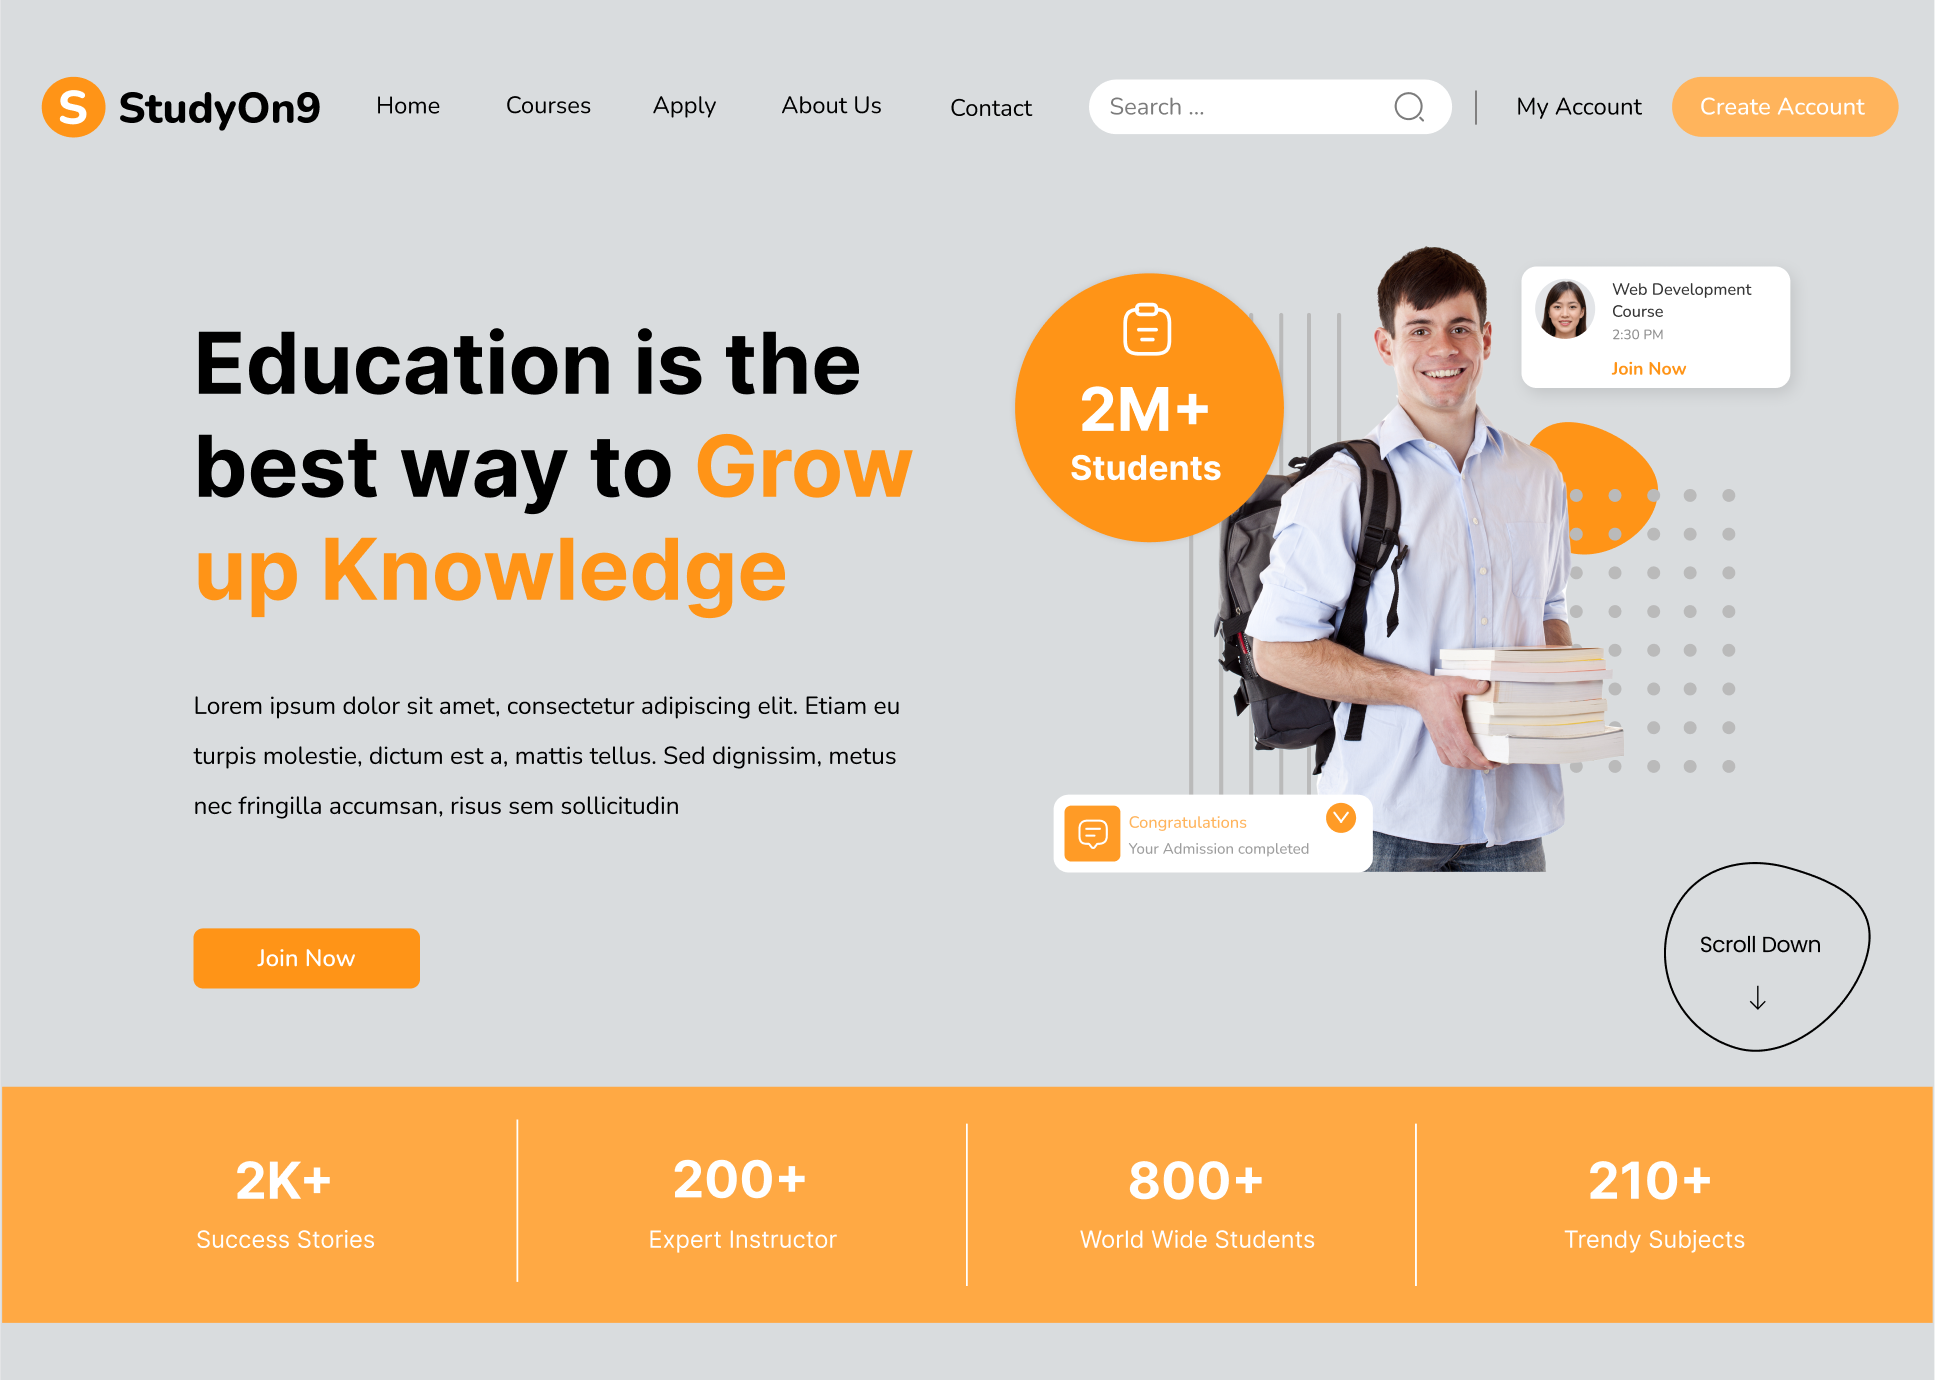 S StudyOn9
Home
Courses
Apply
About Us
Contact
Search ...
My Account
Create Account
Education is the
best way to Grow
up Knowledge
Lorem ipsum dolor sit amet, consectetur adipiscing elit. Etiam eu
turpis molestie, dictum est a, mattis tellus. Sed dignissim, metus
nec fringilla accumsan, risus sem sollicitudin
Join Now
2M+
Students
Web Development
Course
2:30 PM
Join Now
Congratulations
Your Admission completed
Scroll Down
2K+
Success Stories
200+
Expert Instructor
800+
World Wide Students
210+
Trendy Subjects